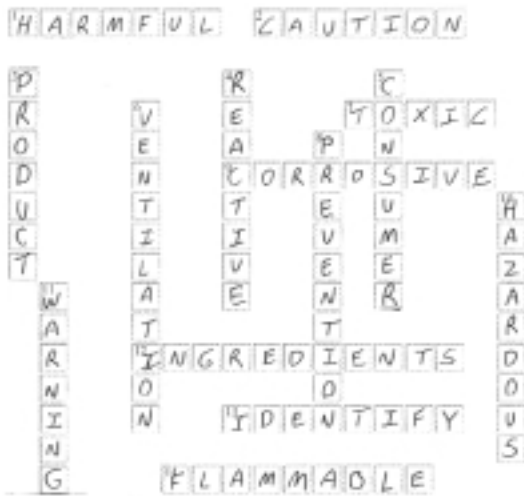 HARMFUL CAUTION
PRODUCT
REACTIVE
CONSUMER
VENTILATION
TOXIC
PREVENTION
CORROSIVE
HAZARDOUS
WARNING
INGREDIENTS
IDENTIFY
FLAMMABLE